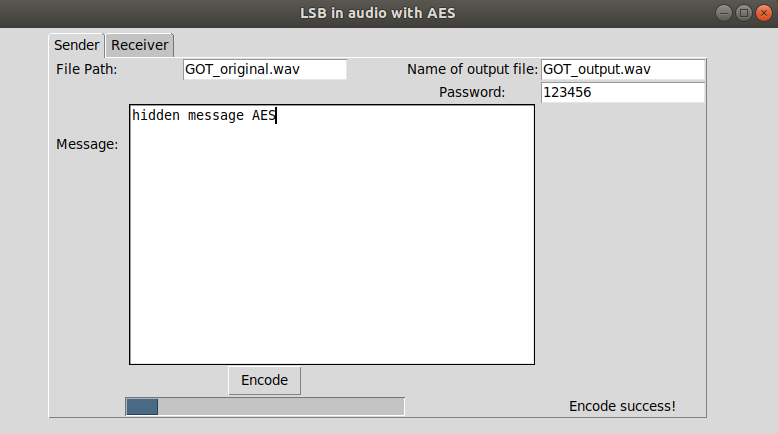 LSB in audio with AES
Sender Receiver
File Path: GOT_original.wav Name of output file: GOT_output.wav
Password: 123456
hidden message AES
Message:
Encode
Encode success!